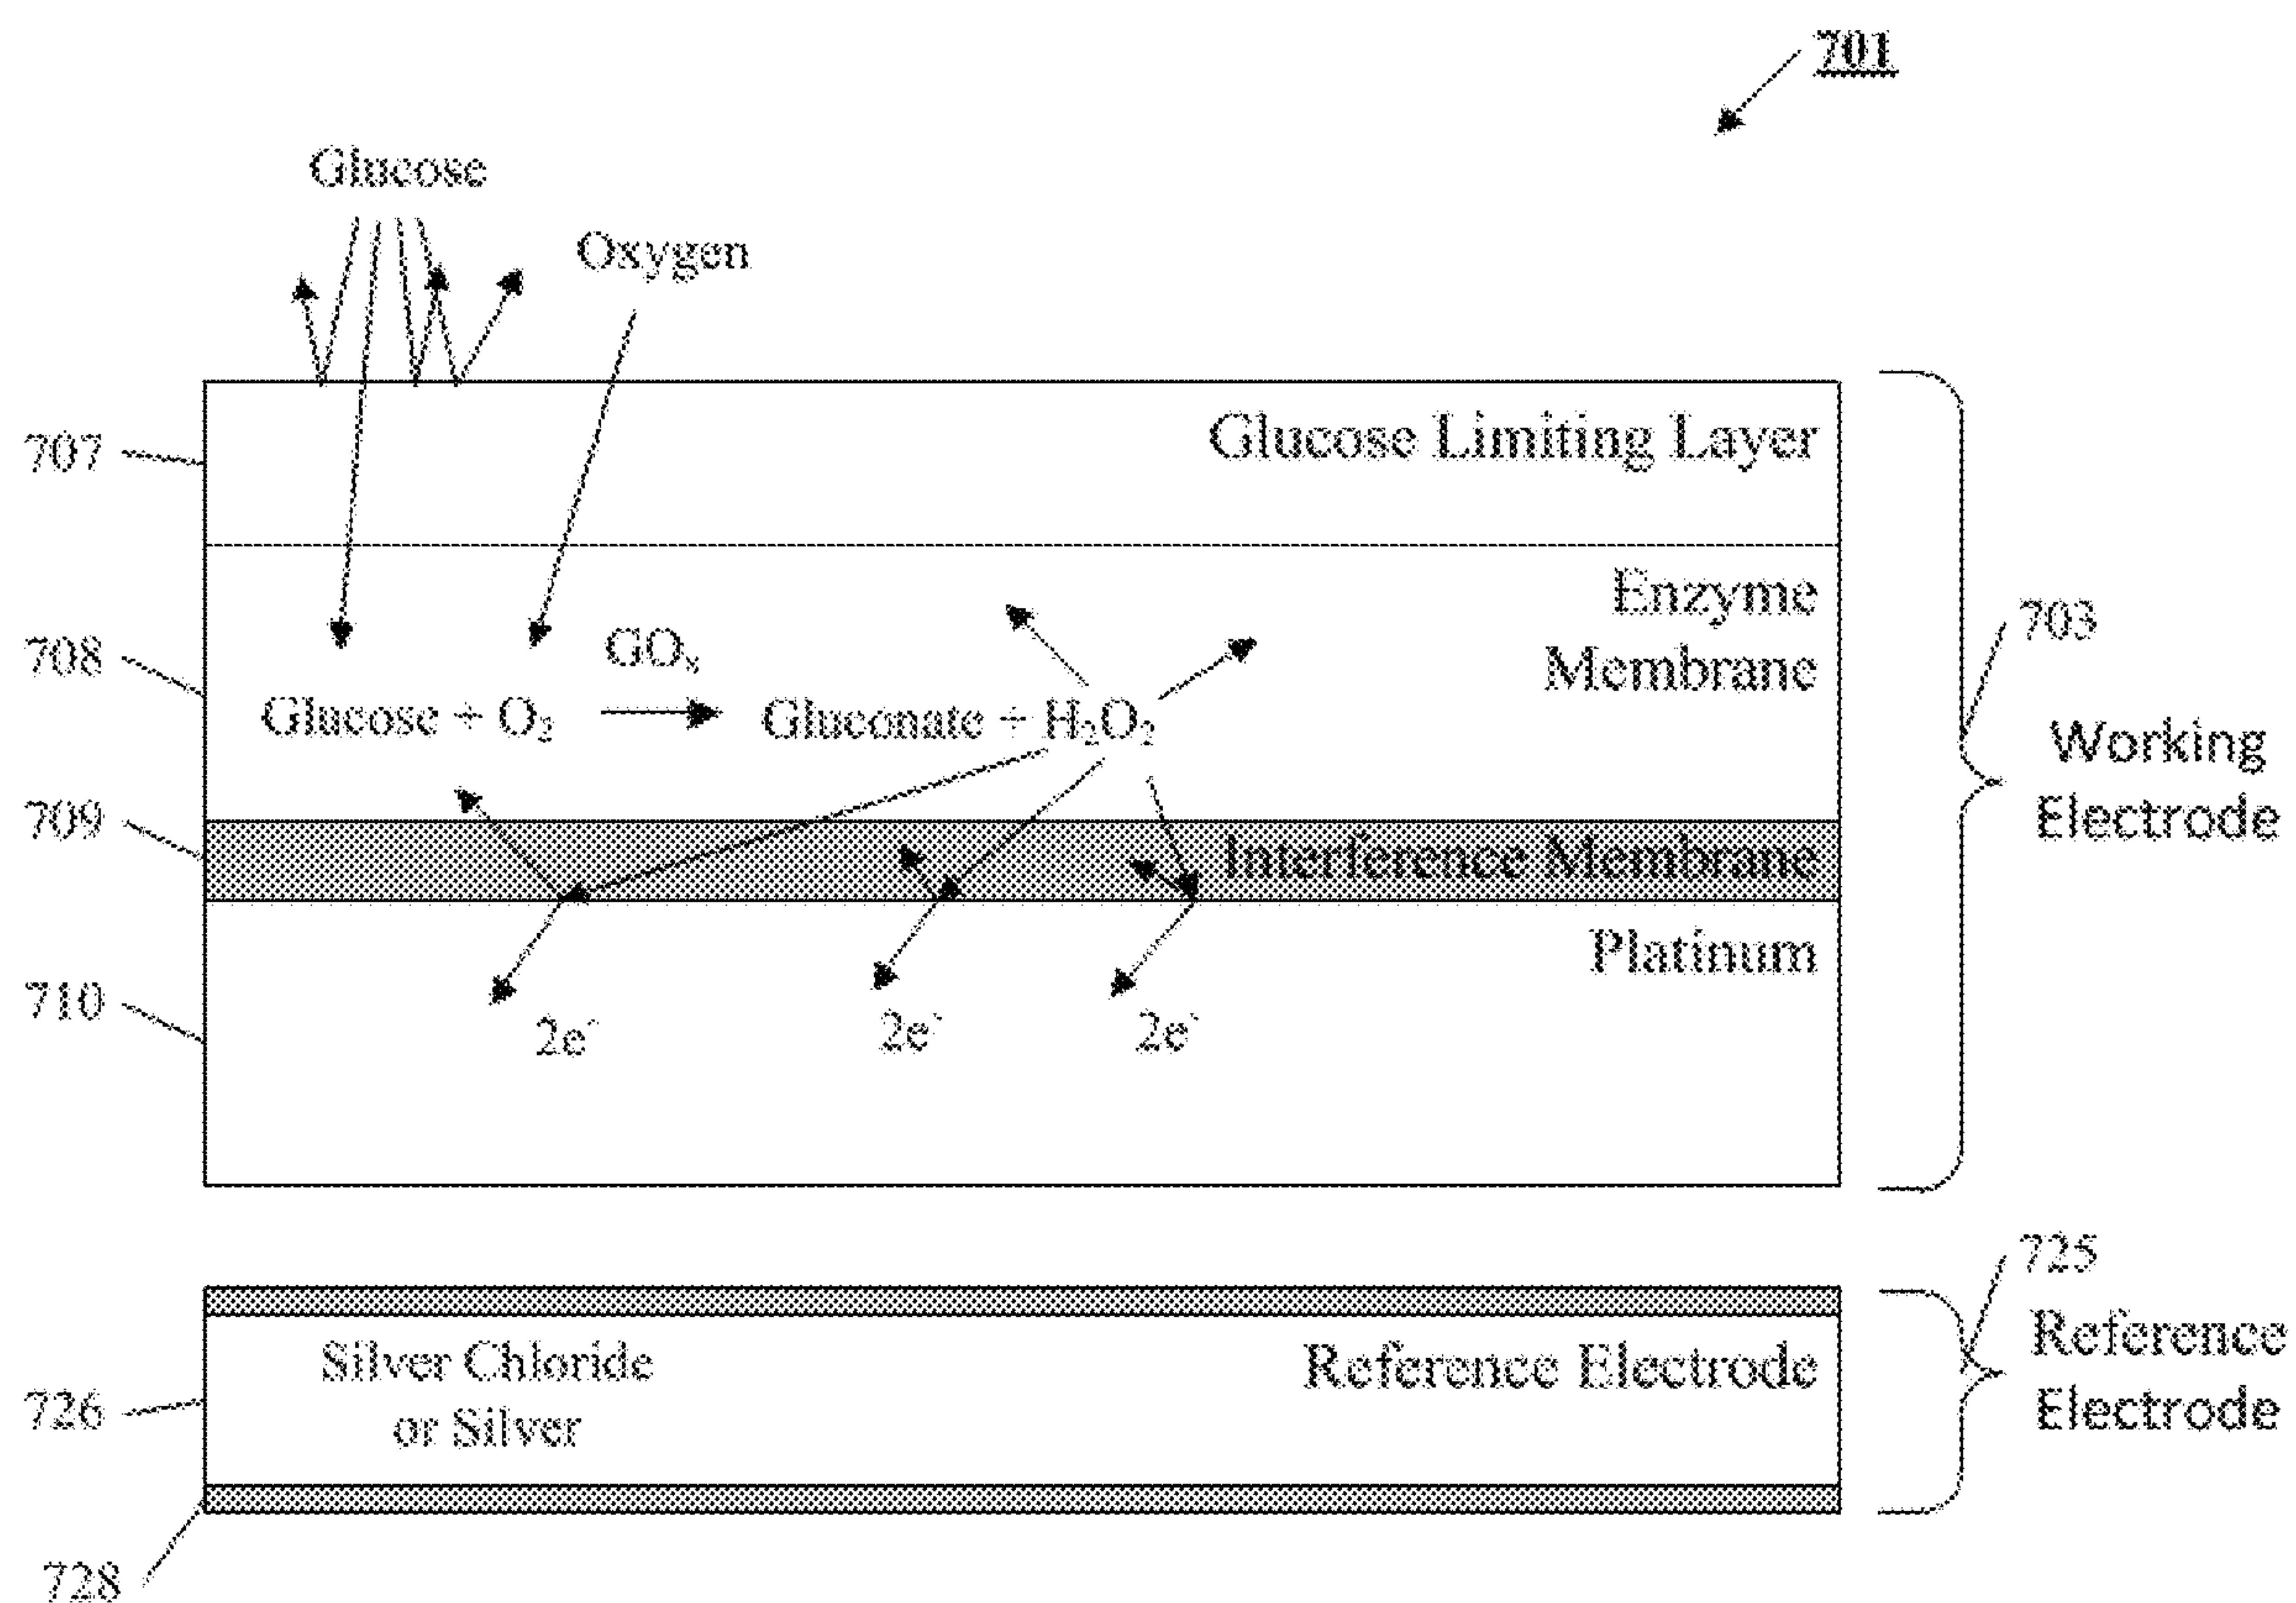 701
Glucose
Oxygen
707
Glucose Limiting Layer
708
Enzyme
Membrane
GOₓ
Glucose + O₂ → Gluconate + H₂O₂
703
Working
Electrode
709
Interference Membrane
710
Platinum
2e⁻ 2e⁻ 2e⁻
725
Reference
Electrode
726
Silver Chloride
or Silver
Reference Electrode
728